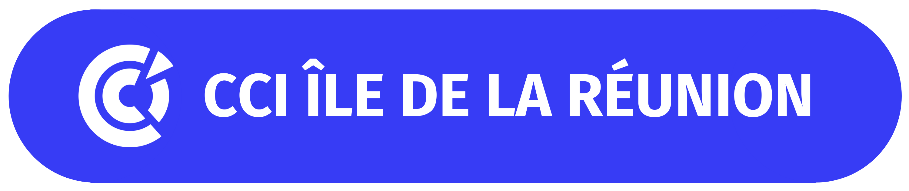 CCI ÎLE DE LA RÉUNION